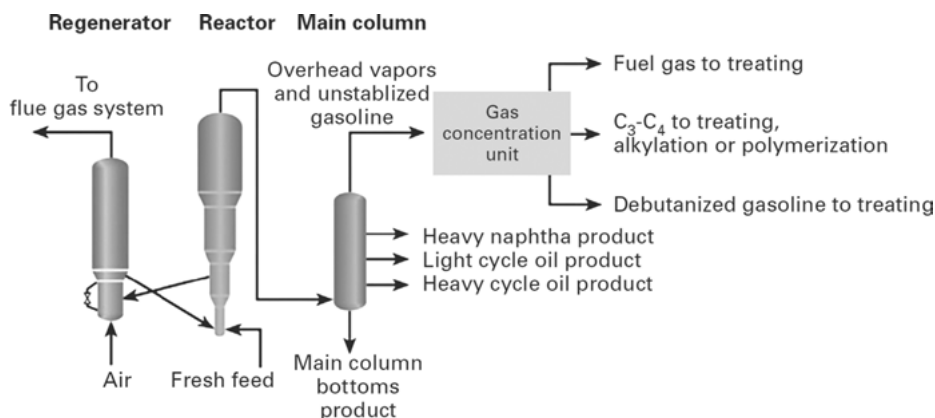 Regenerator Reactor Main column
To
flue gas system
Overhead vapors
and unstablized
gasoline
Gas
concentration
unit
Fuel gas to treating
C₃-C₄ to treating,
alkylation or polymerization
Debutanized gasoline to treating
Heavy naphtha product
Light cycle oil product
Heavy cycle oil product
Air
Fresh feed
Main column
bottoms
product